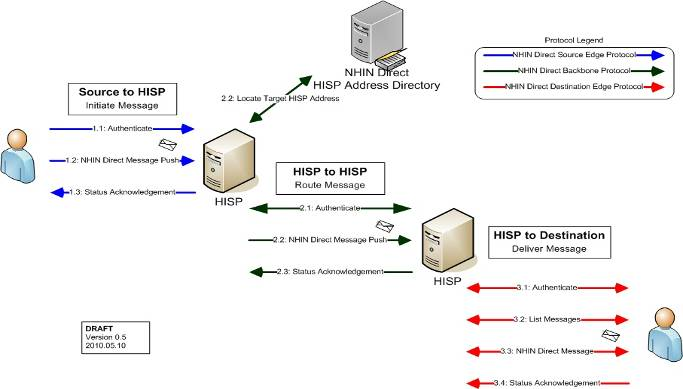 Protocol Legend
NHIN Direct Source Edge Protocol
NHIN Direct Backbone Protocol
NHIN Direct Destination Edge Protocol
NHIN Direct
HISP Address Directory
2.2: Locate Target HISP Address
Source to HISP
Initiate Message
1.1: Authenticate
1.2: NHIN Direct Message Push
1.3: Status Acknowledgement
HISP
HISP to HISP
Route Message
2.1: Authenticate
2.2: NHIN Direct Message Push
2.3: Status Acknowledgement
HISP
HISP to Destination
Deliver Message
3.1: Authenticate
3.2: List Messages
3.3: NHIN Direct Message
3.4: Status Acknowledgement
DRAFT
Version 0.5
2010.05.10